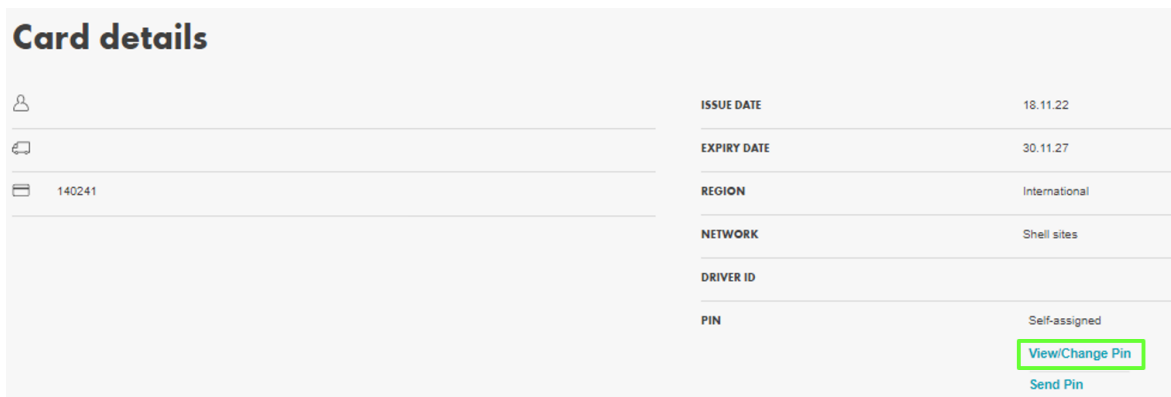 Card details
140241
ISSUE DATE 18.11.22
EXPIRY DATE 30.11.27
REGION International
NETWORK Shell sites
DRIVER ID
PIN Self-assigned
View/Change Pin
Send Pin